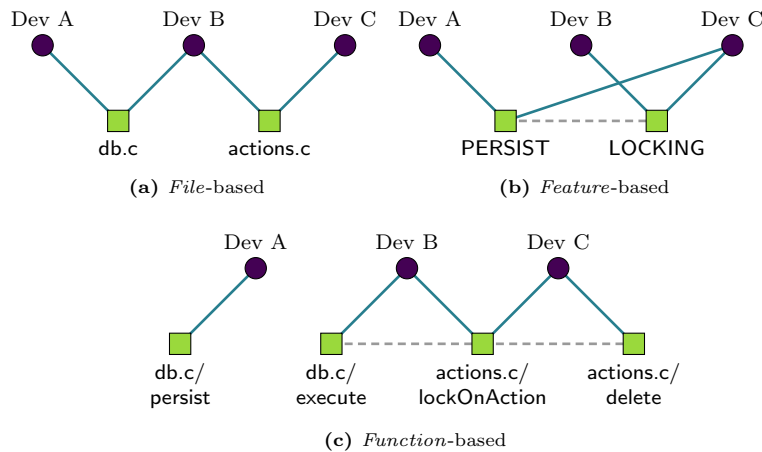 Dev A Dev B Dev C
db.c actions.c
(a) File-based
Dev A Dev B Dev C
PERSIST LOCKING
(b) Feature-based
Dev A Dev B Dev C
db.c/ db.c/ actions.c/ actions.c/
persist execute lockOnAction delete
(c) Function-based